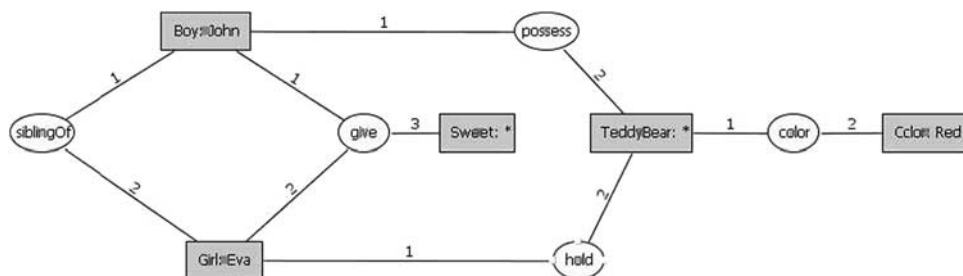 1
Boy: John
possess
1
1
2
siblingOf
give
3
Sweet: *
TeddyBear: *
1
color
2
Color: Red
2
2
2
Girl: Eva
1
hold